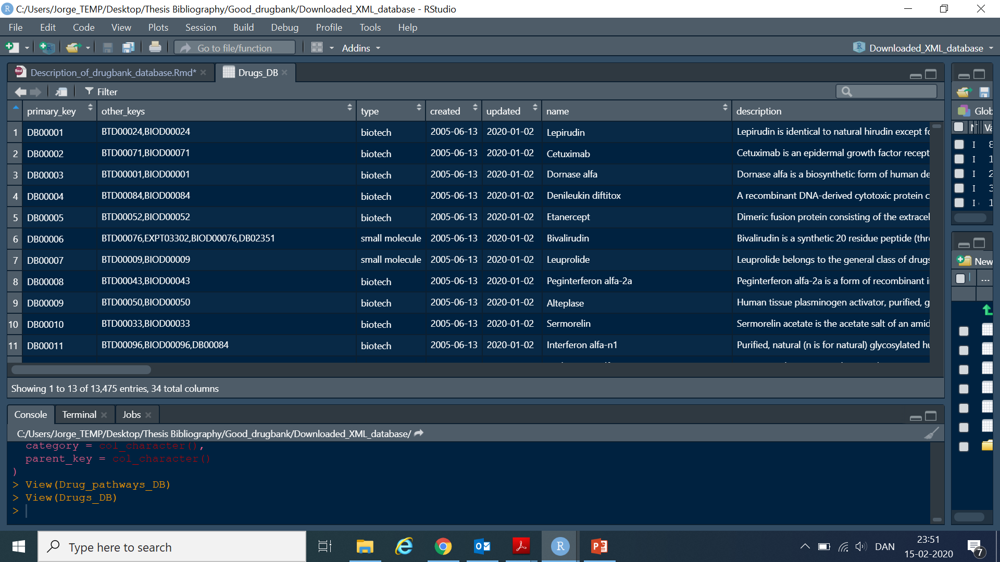 C:/Users/Jorge_TEMP/Desktop/Thesis Bibliography/Good_drugbank/Downloaded_XML_database - RStudio
File Edit Code View Plots Session Build Debug Profile Tools Help
Go to file/function Addins Downloaded_XML_database
Description_of_drugbank_database.Rmd* Drugs_DB
Filter
primary_key other_keys type created updated name description
1 DB00001 BTD00024,BIOD00024 biotech 2005-06-13 2020-01-02 Lepirudin Lepirudin is identical to natural hirudin except
2 DB00002 BTD00071,BIOD00071 biotech 2005-06-13 2020-01-02 Cetuximab Cetuximab is an epidermal growth factor recept
3 DB00003 BTD00001,BIOD00001 biotech 2005-06-13 2020-01-02 Dornase alfa Dornase alfa is a biosynthetic form of human de
4 DB00004 BTD00084,BIOD00084 biotech 2005-06-13 2020-01-02 Denileukin diftitox A recombinant DNA-derived cytotoxic protein c
5 DB00005 BTD00052,BIOD00052 biotech 2005-06-13 2020-01-02 Etanercept Dimeric fusion protein consisting of the extracel
6 DB00006 BTD00076,EXPT03302,BIOD00076,DB02351 small molecule 2005-06-13 2020-01-02 Bivalirudin Bivalirudin is a synthetic 20 residue peptide (thr
7 DB00007 BTD00009,BIOD00009 small molecule 2005-06-13 2020-01-02 Leuprolide Leuprolide belongs to the general class of drugs
8 DB00008 BTD00043,BIOD00043 biotech 2005-06-13 2020-01-02 Peginterferon alfa-2a Peginterferon alfa-2a is a form of recombinant i
9 DB00009 BTD00050,BIOD00050 biotech 2005-06-13 2020-01-02 Alteplase Human tissue plasminogen activator, purified, g
10 DB00010 BTD00033,BIOD00033 biotech 2005-06-13 2020-01-02 Sermorelin Sermorelin acetate is the acetate salt of an amid
11 DB00011 BTD00096,BIOD00096,DB00084 biotech 2005-06-13 2020-01-02 Interferon alfa-n1 Purified, natural (n is for natural) glycosylated hu
Showing 1 to 13 of 13,475 entries, 34 total columns
Glob
New
...
Console Terminal Jobs
C:/Users/Jorge_TEMP/Desktop/Thesis Bibliography/Good_drugbank/Downloaded_XML_database/
category = col_character(),
parent_key = col_character()
)
> View(Drug_pathways_DB)
> View(Drugs_DB)
>
Type here to search
DAN
23:51
15-02-2020
7